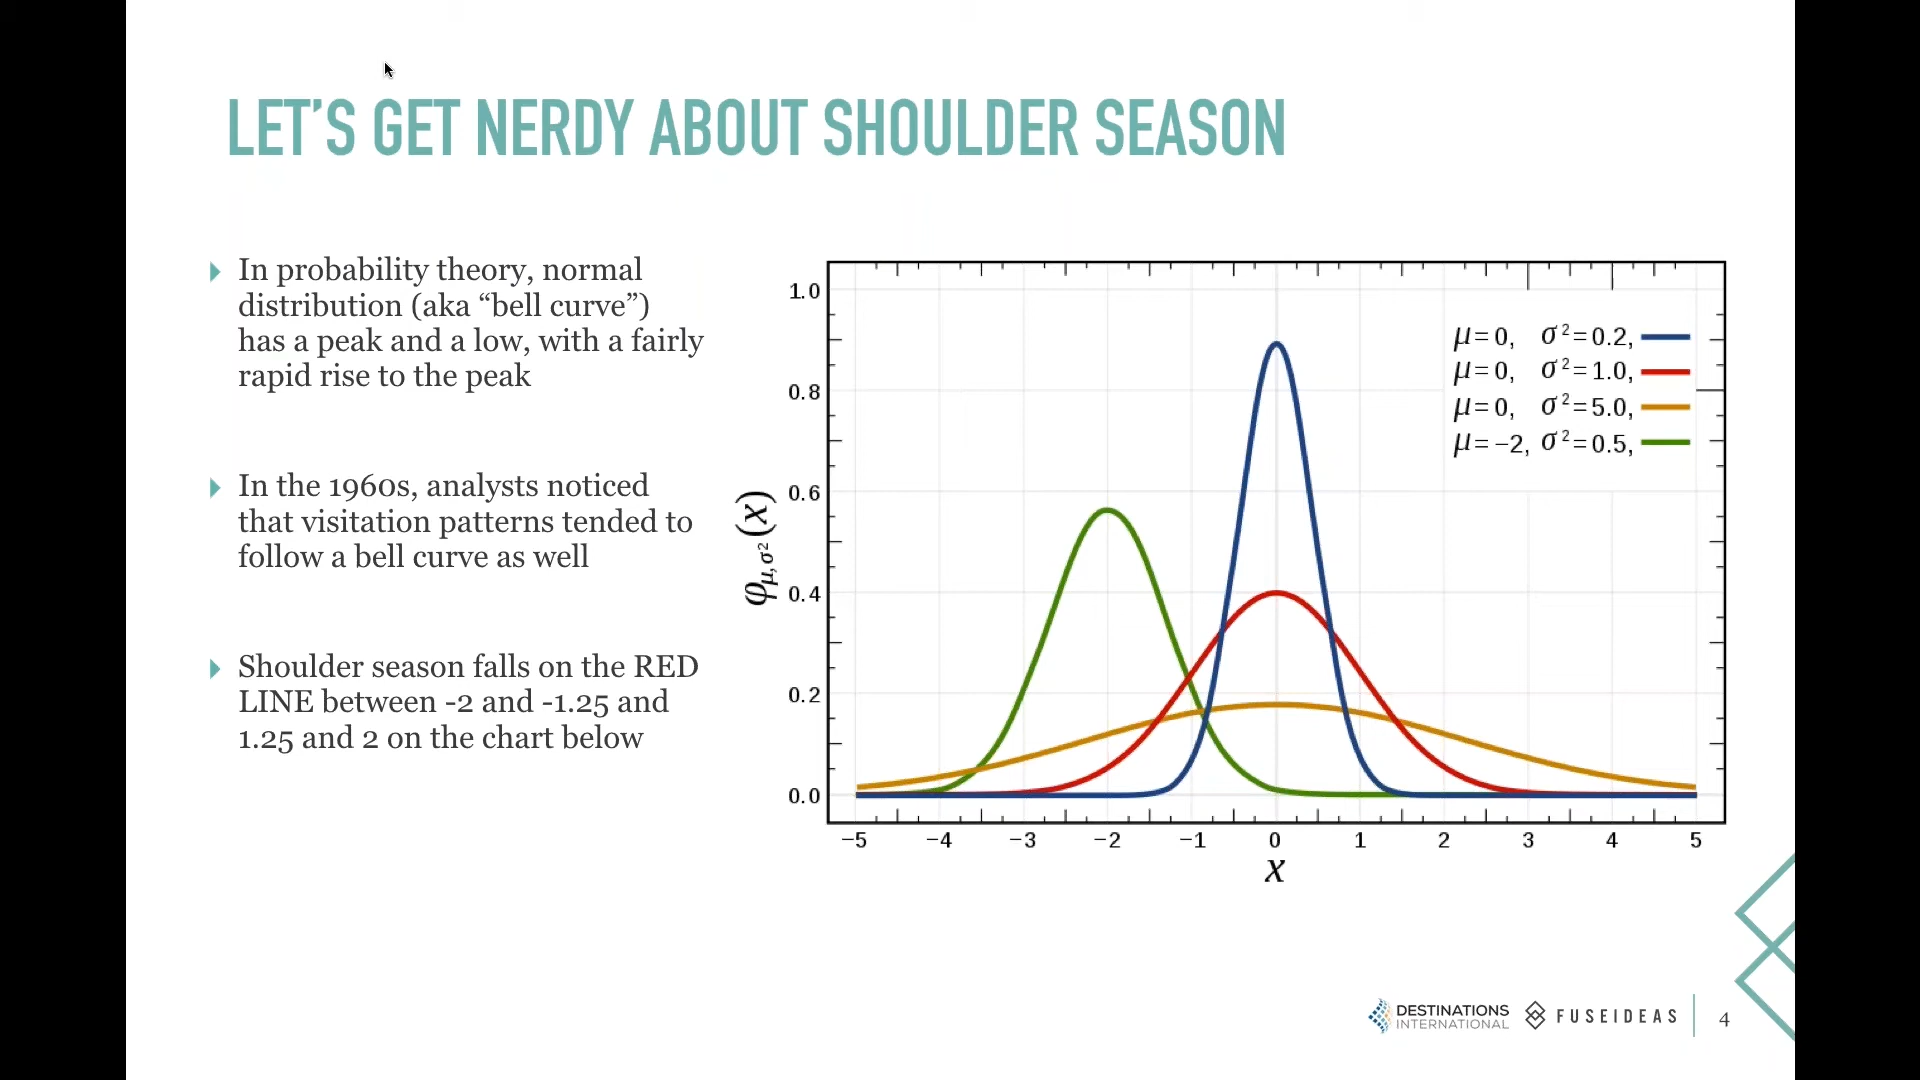 LET’S GET NERDY ABOUT SHOULDER SEASON
In probability theory, normal
distribution (aka “bell curve”)
has a peak and a low, with a fairly
rapid rise to the peak
In the 1960s, analysts noticed
that visitation patterns tended to
follow a bell curve as well
Shoulder season falls on the RED
LINE between -2 and -1.25 and
1.25 and 2 on the chart below
φμ,σ²(x)
1.0
0.8
0.6
0.4
0.2
0.0
μ=0, σ²=0.2,
μ=0, σ²=1.0,
μ=0, σ²=5.0,
μ=−2, σ²=0.5,
−5 −4 −3 −2 −1 0 1 2 3 4 5
x
DESTINATIONS
INTERNATIONAL
FUSEIDEAS
4